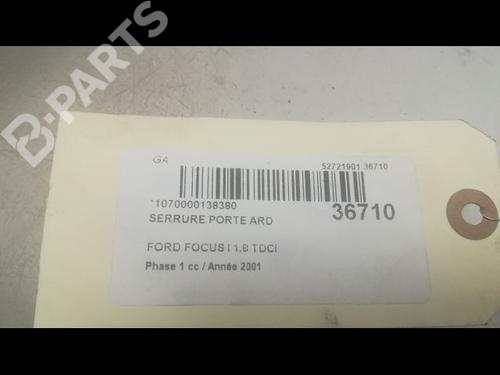 B-PARTS
GA
52721901 36710
*1070000138380
36710
SERRURE PORTE ARD
FORD FOCUS I 1.8 TDCI
Phase 1 cc / Année 2001